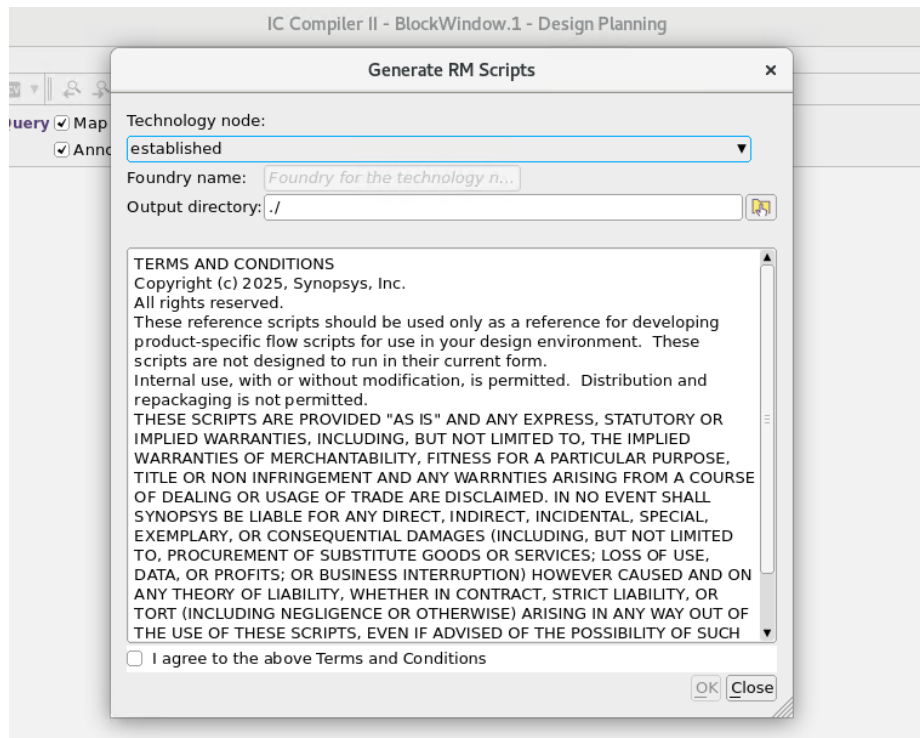 IC Compiler II - BlockWindow.1 - Design Planning
Generate RM Scripts
Query Map
Technology node:
established
Foundry name: Foundry for the technology n...
Output directory: ./
TERMS AND CONDITIONS
Copyright (c) 2025, Synopsys, Inc.
All rights reserved.
These reference scripts should be used only as a reference for developing
product-specific flow scripts for use in your design environment.  These
scripts are not designed to run in their current form.
Internal use, with or without modification, is permitted.  Distribution and
repackaging is not permitted.
THESE SCRIPTS ARE PROVIDED "AS IS" AND ANY EXPRESS, STATUTORY OR
IMPLIED WARRANTIES, INCLUDING, BUT NOT LIMITED TO, THE IMPLIED
WARRANTIES OF MERCHANTABILITY, FITNESS FOR A PARTICULAR PURPOSE,
TITLE OR NON INFRINGEMENT AND ANY WARRNTIES ARISING FROM A COURSE
OF DEALING OR USAGE OF TRADE ARE DISCLAIMED. IN NO EVENT SHALL
SYNOPSYS BE LIABLE FOR ANY DIRECT, INDIRECT, INCIDENTAL, SPECIAL,
EXEMPLARY, OR CONSEQUENTIAL DAMAGES (INCLUDING, BUT NOT LIMITED
TO, PROCUREMENT OF SUBSTITUTE GOODS OR SERVICES; LOSS OF USE,
DATA, OR PROFITS; OR BUSINESS INTERRUPTION) HOWEVER CAUSED AND ON
ANY THEORY OF LIABILITY, WHETHER IN CONTRACT, STRICT LIABILITY, OR
TORT (INCLUDING NEGLIGENCE OR OTHERWISE) ARISING IN ANY WAY OUT OF
THE USE OF THESE SCRIPTS, EVEN IF ADVISED OF THE POSSIBILITY OF SUCH
I agree to the above Terms and Conditions
OK Close